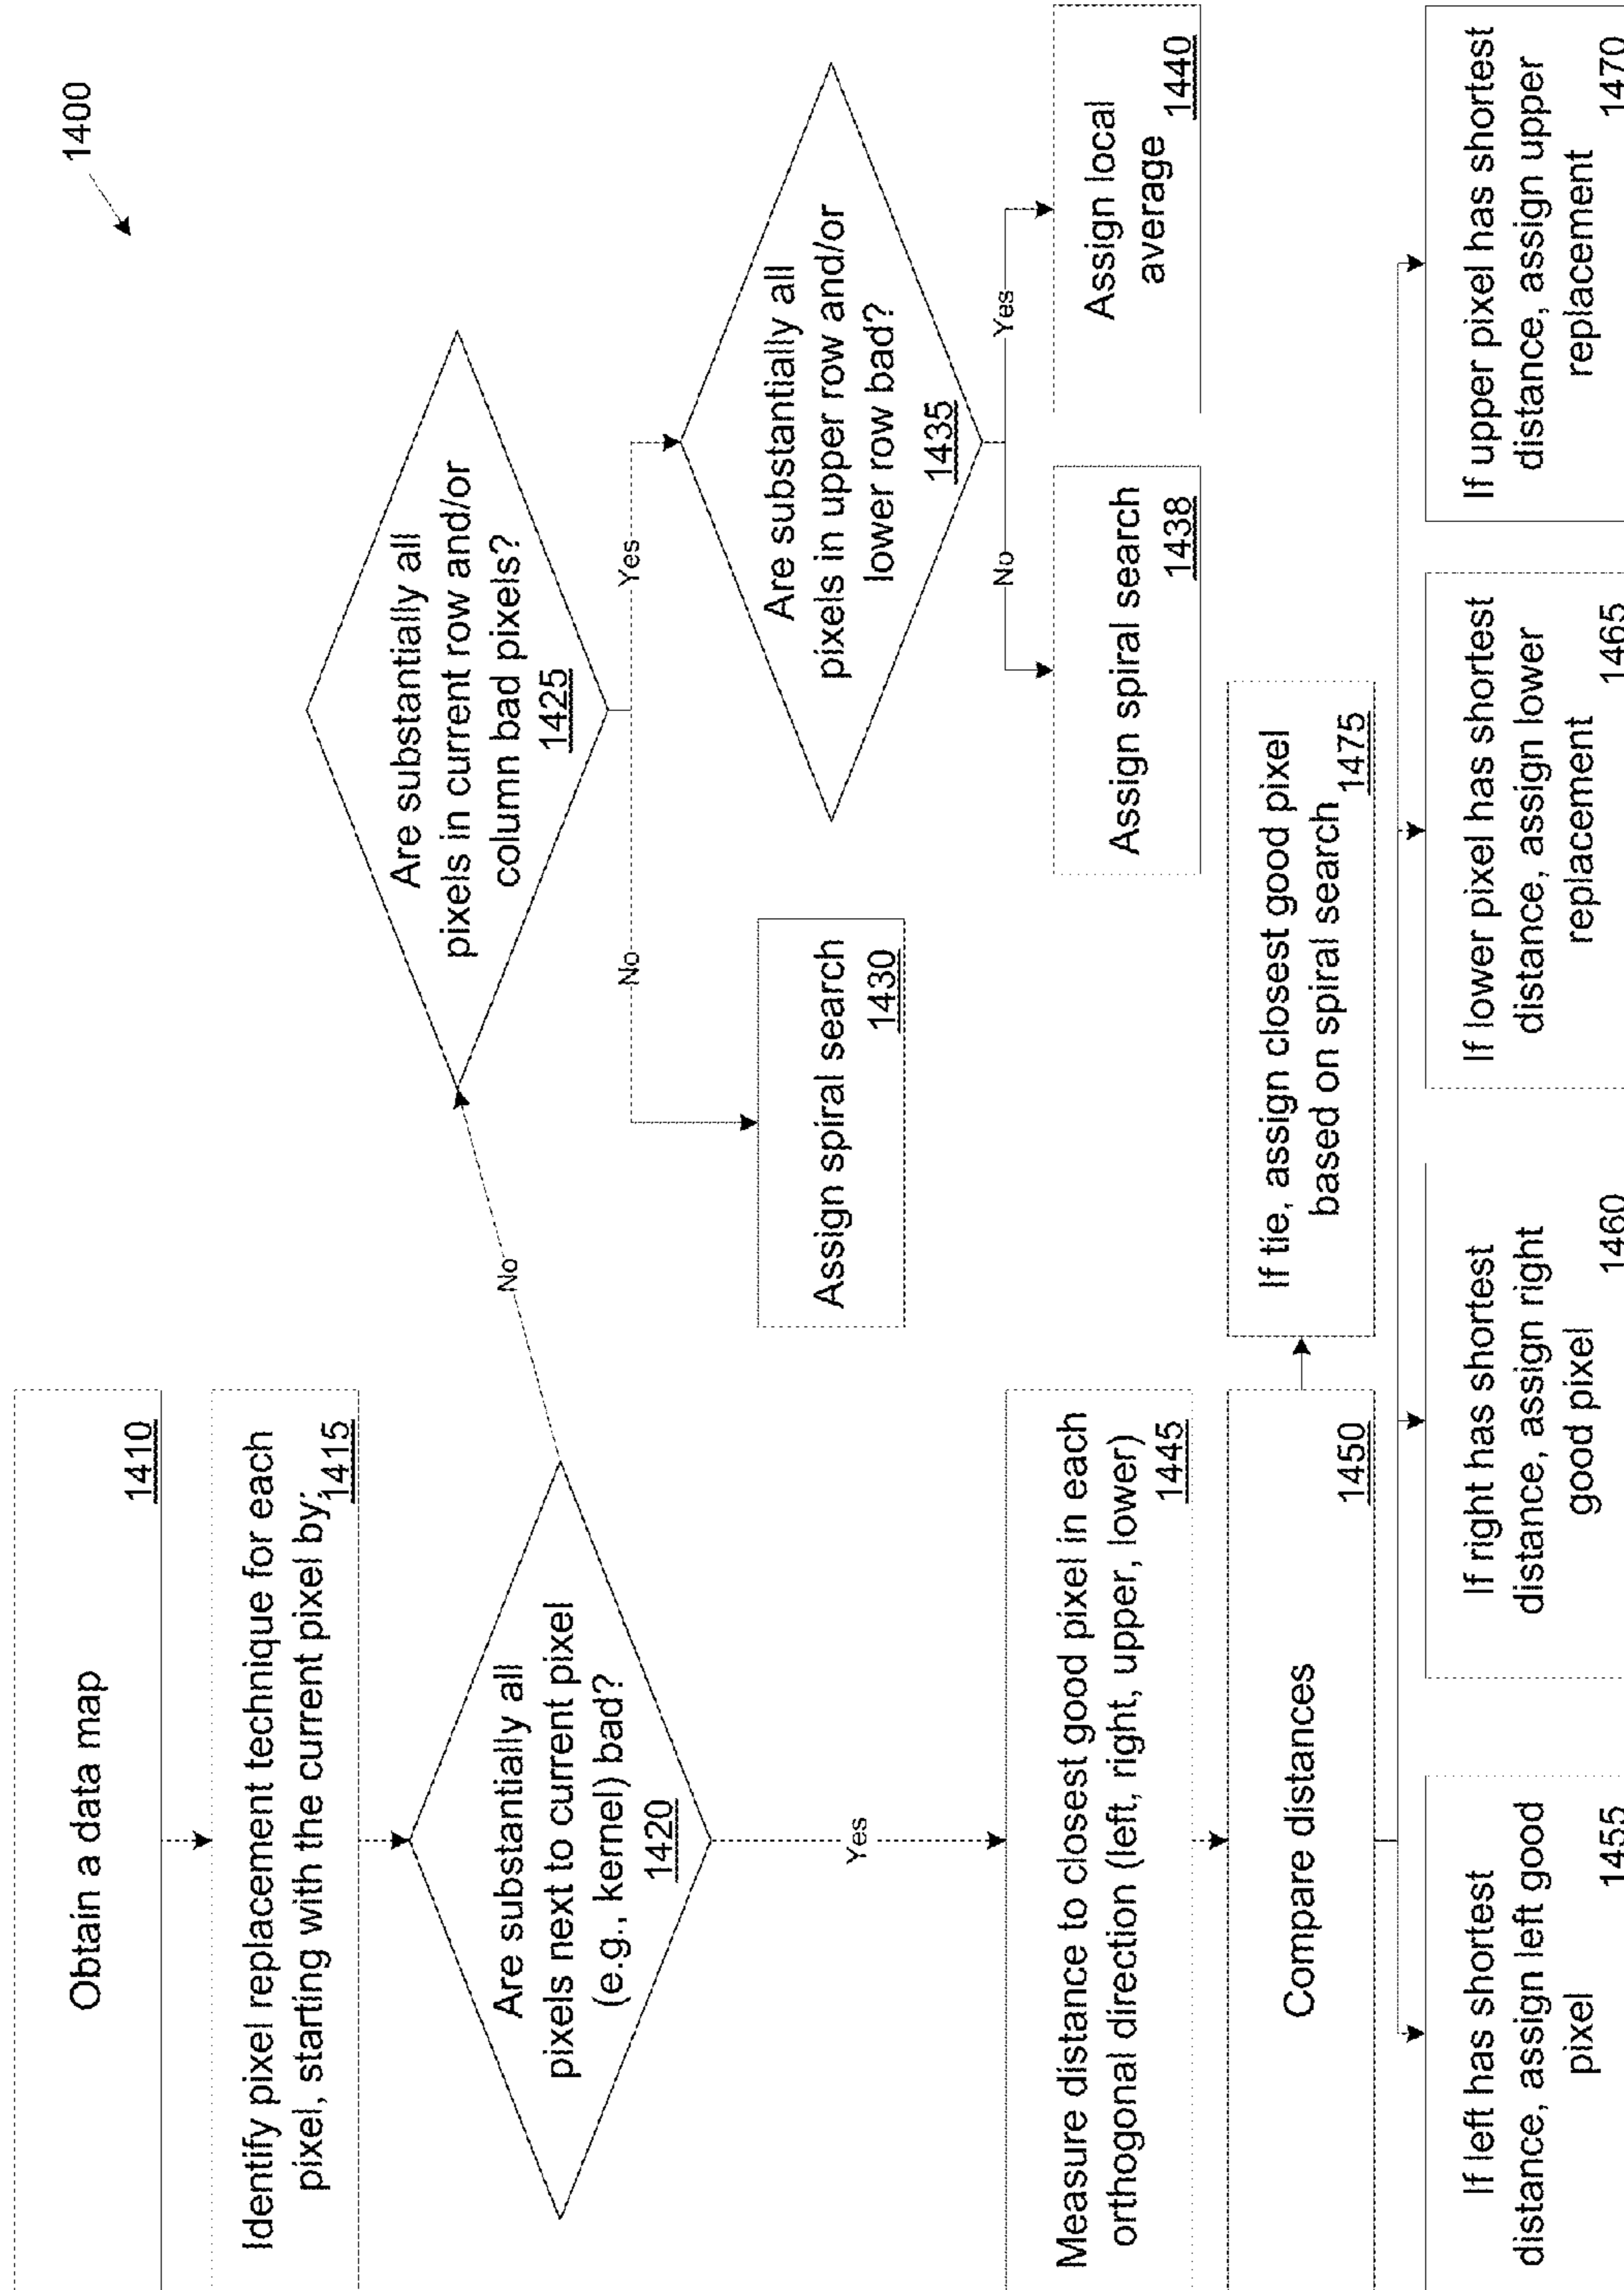 1400
Obtain a data map
1410
Identify pixel replacement technique for each
pixel, starting with the current pixel by:
1415
Are substantially all
pixels next to current pixel
(e.g., kernel) bad?
1420
No
Yes
Are substantially all
pixels in current row and/or
column bad pixels?
1425
No
Yes
Assign spiral search
1430
Are substantially all
pixels in upper row and/or
lower row bad?
1435
No
Yes
Assign spiral search
1438
Assign local
average
1440
Measure distance to closest good pixel in each
orthogonal direction (left, right, upper, lower)
1445
Compare distances
1450
If tie, assign closest good pixel
based on spiral search
1475
If left has shortest
distance, assign left good
pixel
1455
If right has shortest
distance, assign right
good pixel
1460
If lower pixel has shortest
distance, assign lower
replacement
1465
If upper pixel has shortest
distance, assign upper
replacement
1470